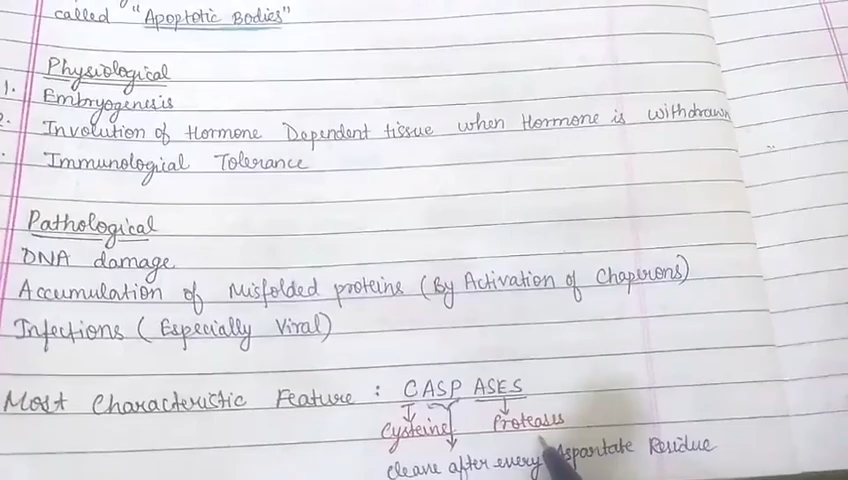 called "Apoptotic Bodies"
Physiological
1. Embryogenesis
2. Involution of Hormone Dependent tissue when Hormone is withdrawn
Immunological Tolerance
Pathological
DNA damage
Accumulation of Misfolded proteins (By Activation of Chaperons)
Infections (Especially Viral)
Most Characteristic Feature : CASP ASES
Cysteine Proteases
cleave after every Aspartate Residue